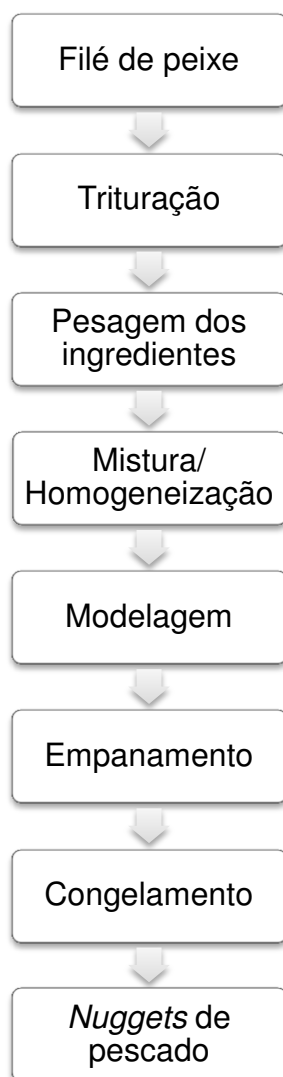 Filé de peixe
Trituração
Pesagem dos
ingredientes
Mistura/
Homogeneização
Modelagem
Empanamento
Congelamento
Nuggets de
pescado